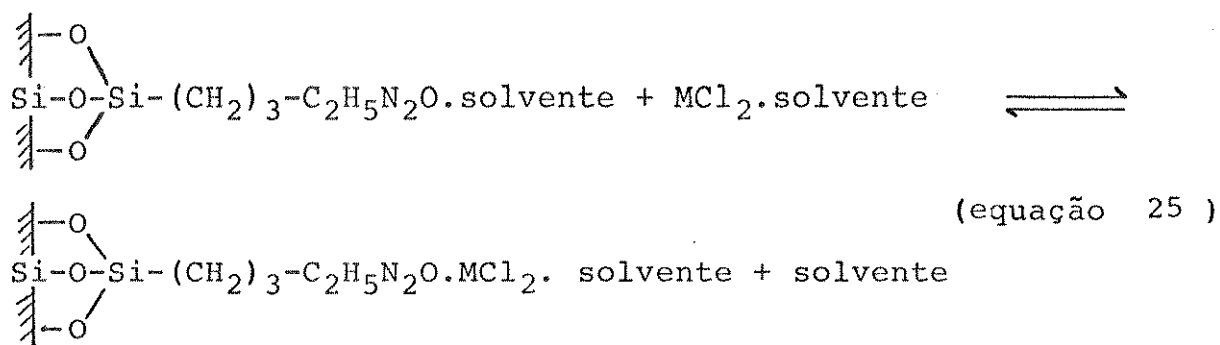 -O
Si-O-Si-(CH₂)₃-C₂H₅N₂O.solvente + MCl₂.solvente ⇌
-O
(equação 25 )
-O
Si-O-Si-(CH₂)₃-C₂H₅N₂O.MCl₂. solvente + solvente
-O